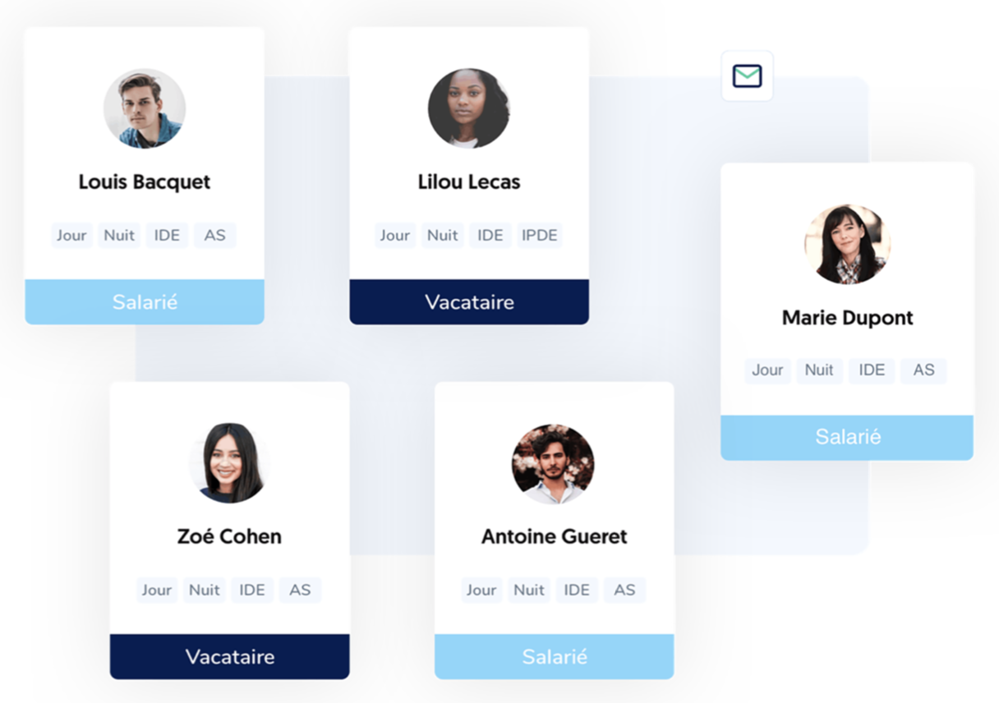 Louis Bacquet
Jour Nuit IDE AS
Salarié
Lilou Lecas
Jour Nuit IDE IPDE
Vacataire
Marie Dupont
Jour Nuit IDE AS
Salarié
Zoé Cohen
Jour Nuit IDE AS
Vacataire
Antoine Gueret
Jour Nuit IDE AS
Salarié